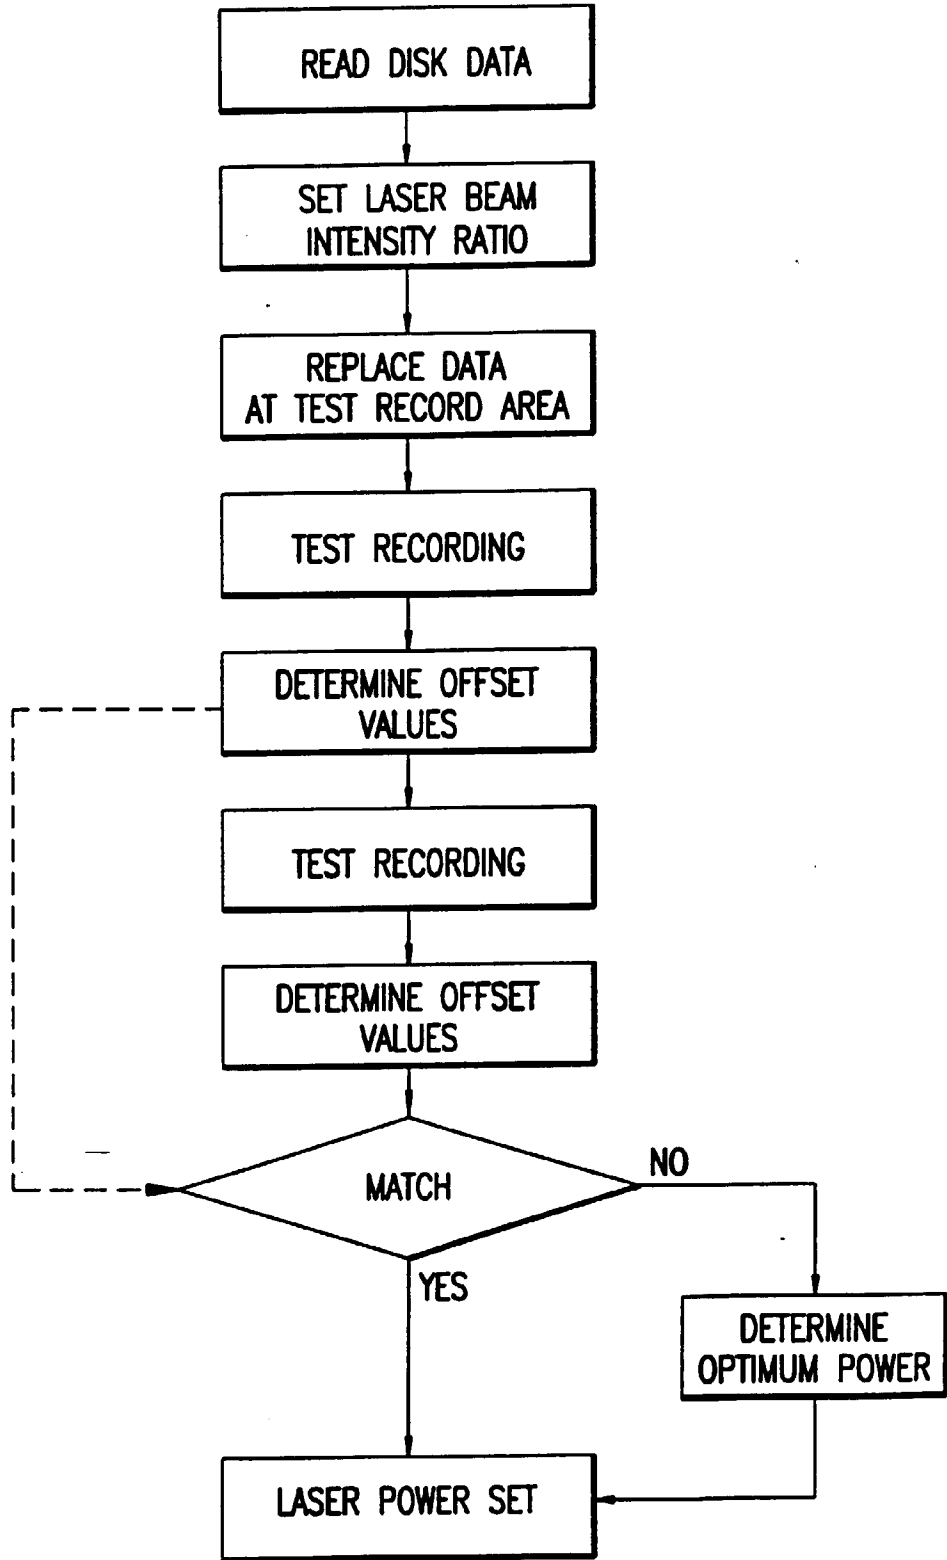 READ DISK DATA
SET LASER BEAM
INTENSITY RATIO
REPLACE DATA
AT TEST RECORD AREA
TEST RECORDING
DETERMINE OFFSET
VALUES
TEST RECORDING
DETERMINE OFFSET
VALUES
MATCH
NO
YES
DETERMINE
OPTIMUM POWER
LASER POWER SET